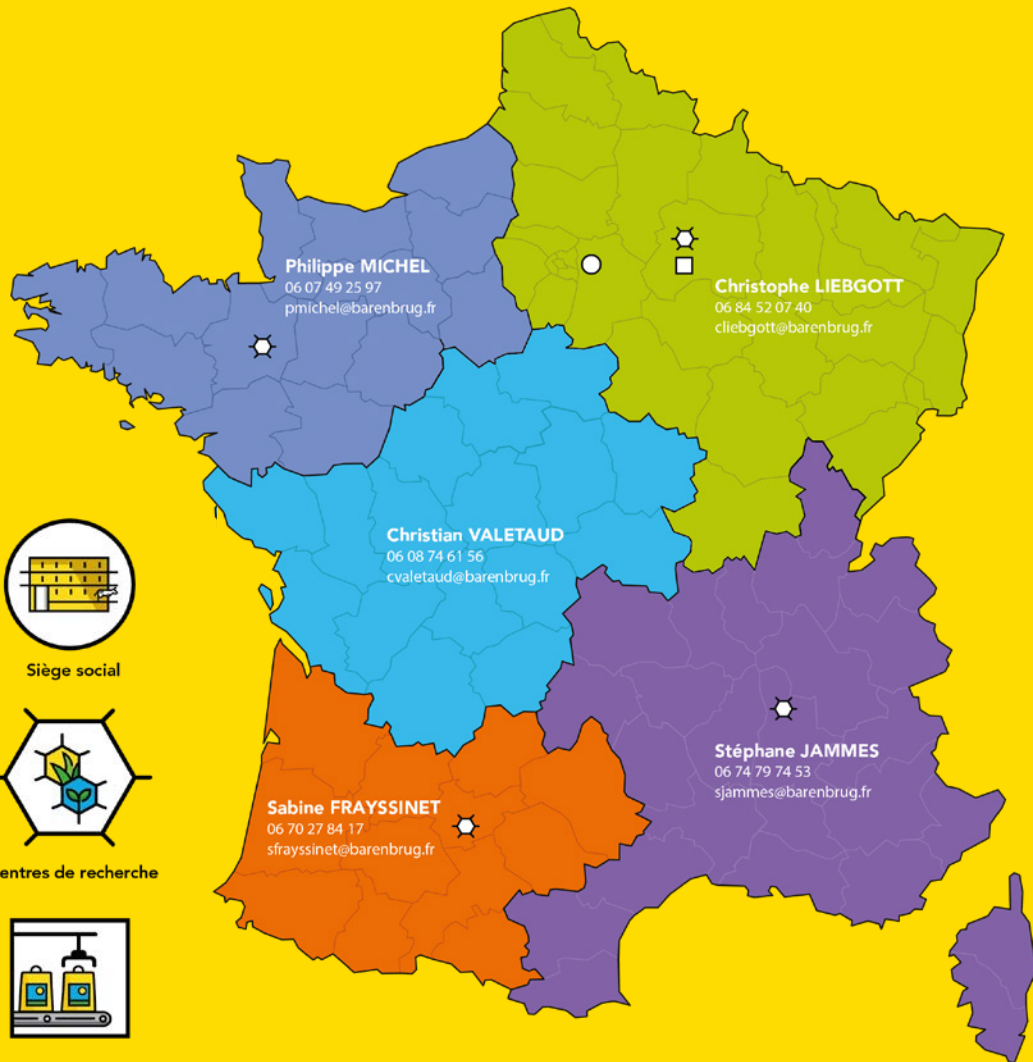 Philippe MICHEL
06 07 49 25 97
pmichel@barenbrug.fr
Christophe LIEBGOTT
06 84 52 07 40
cliebgott@barenbrug.fr
Christian VALETAUD
06 08 74 61 56
cvaletaud@barenbrug.fr
Siège social
Stéphane JAMMES
06 74 79 74 53
sjammes@barenbrug.fr
Sabine FRAYSSINET
06 70 27 84 17
sfrayssinet@barenbrug.fr
entres de recherche